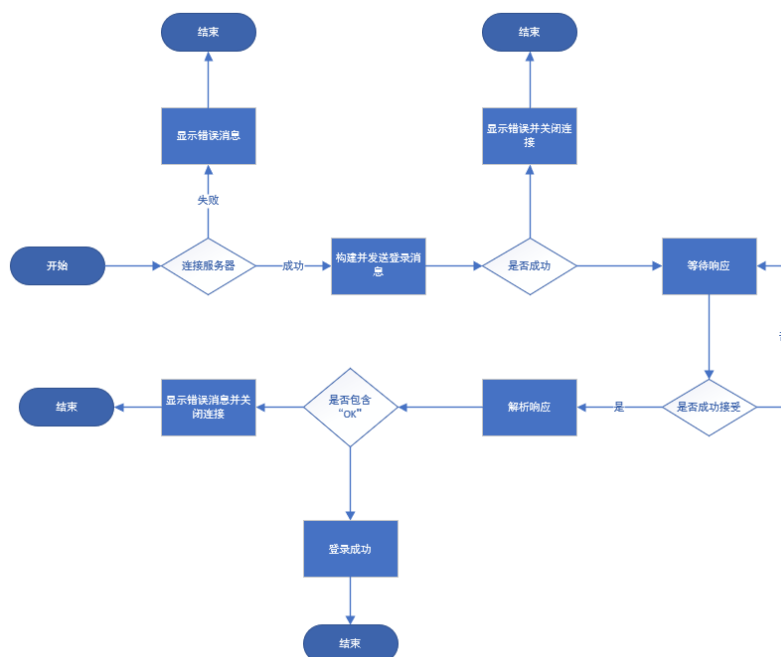 结束
结束
显示错误消息
显示错误并关闭连
接
失败
开始
连接服务器
成功
构建并发送登录消
息
是否成功
等待响应
结束
显示错误消息并关
闭连接
是否包含
“OK”
解析响应
是
是否成功接受
登录成功
结束